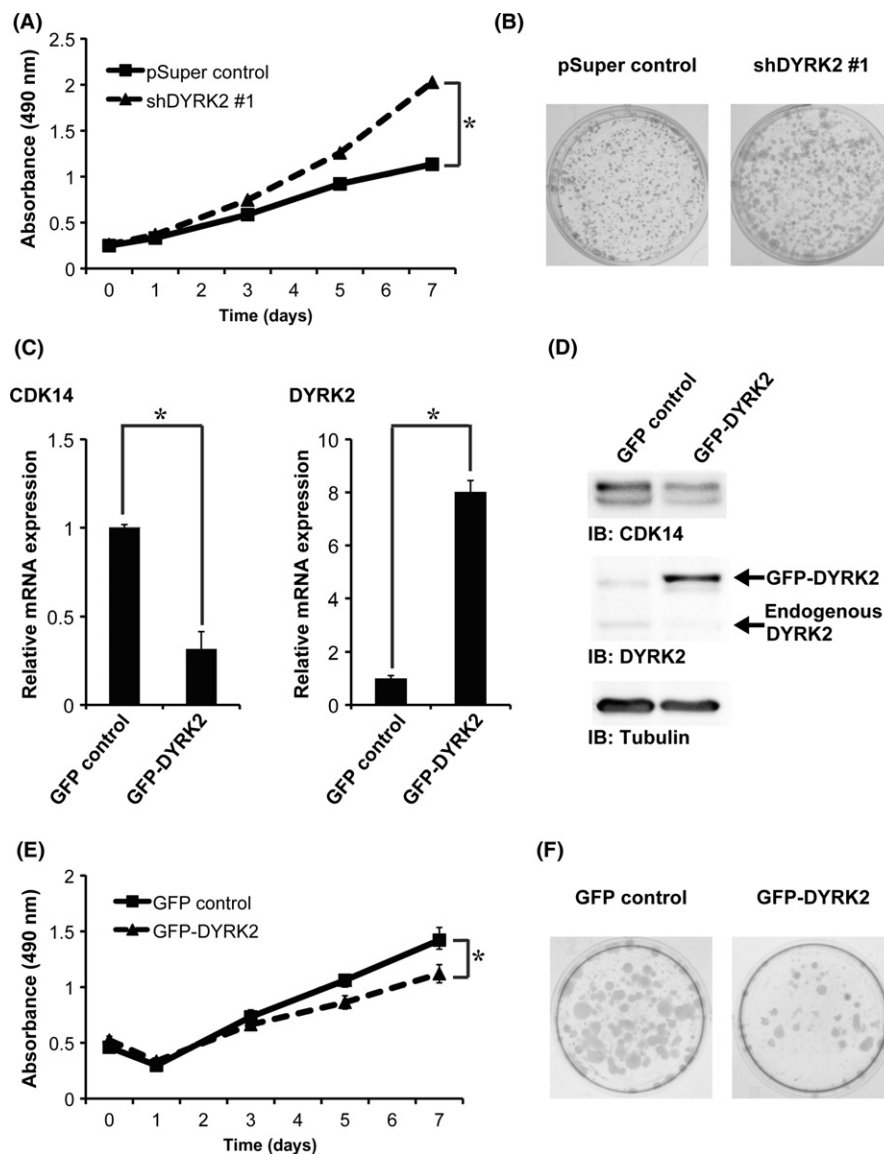 (A)
2.5
2
1.5
1
0.5
0
Absorbance (490 nm)
pSuper control
shDYRK2 #1
*
0 1 2 3 4 5 6 7
Time (days)
(B)
pSuper control
shDYRK2 #1
(C)
CDK14
*
1.5
1
0.5
0
Relative mRNA expression
GFP control
GFP-DYRK2
DYRK2
*
10
8
6
4
2
0
Relative mRNA expression
GFP control
GFP-DYRK2
(D)
GFP control
GFP-DYRK2
IB: CDK14
GFP-DYRK2
Endogenous
DYRK2
IB: DYRK2
IB: Tubulin
(E)
2
1.5
1
0.5
0
Absorbance (490 nm)
GFP control
GFP-DYRK2
*
0 1 2 3 4 5 6 7
Time (days)
(F)
GFP control
GFP-DYRK2